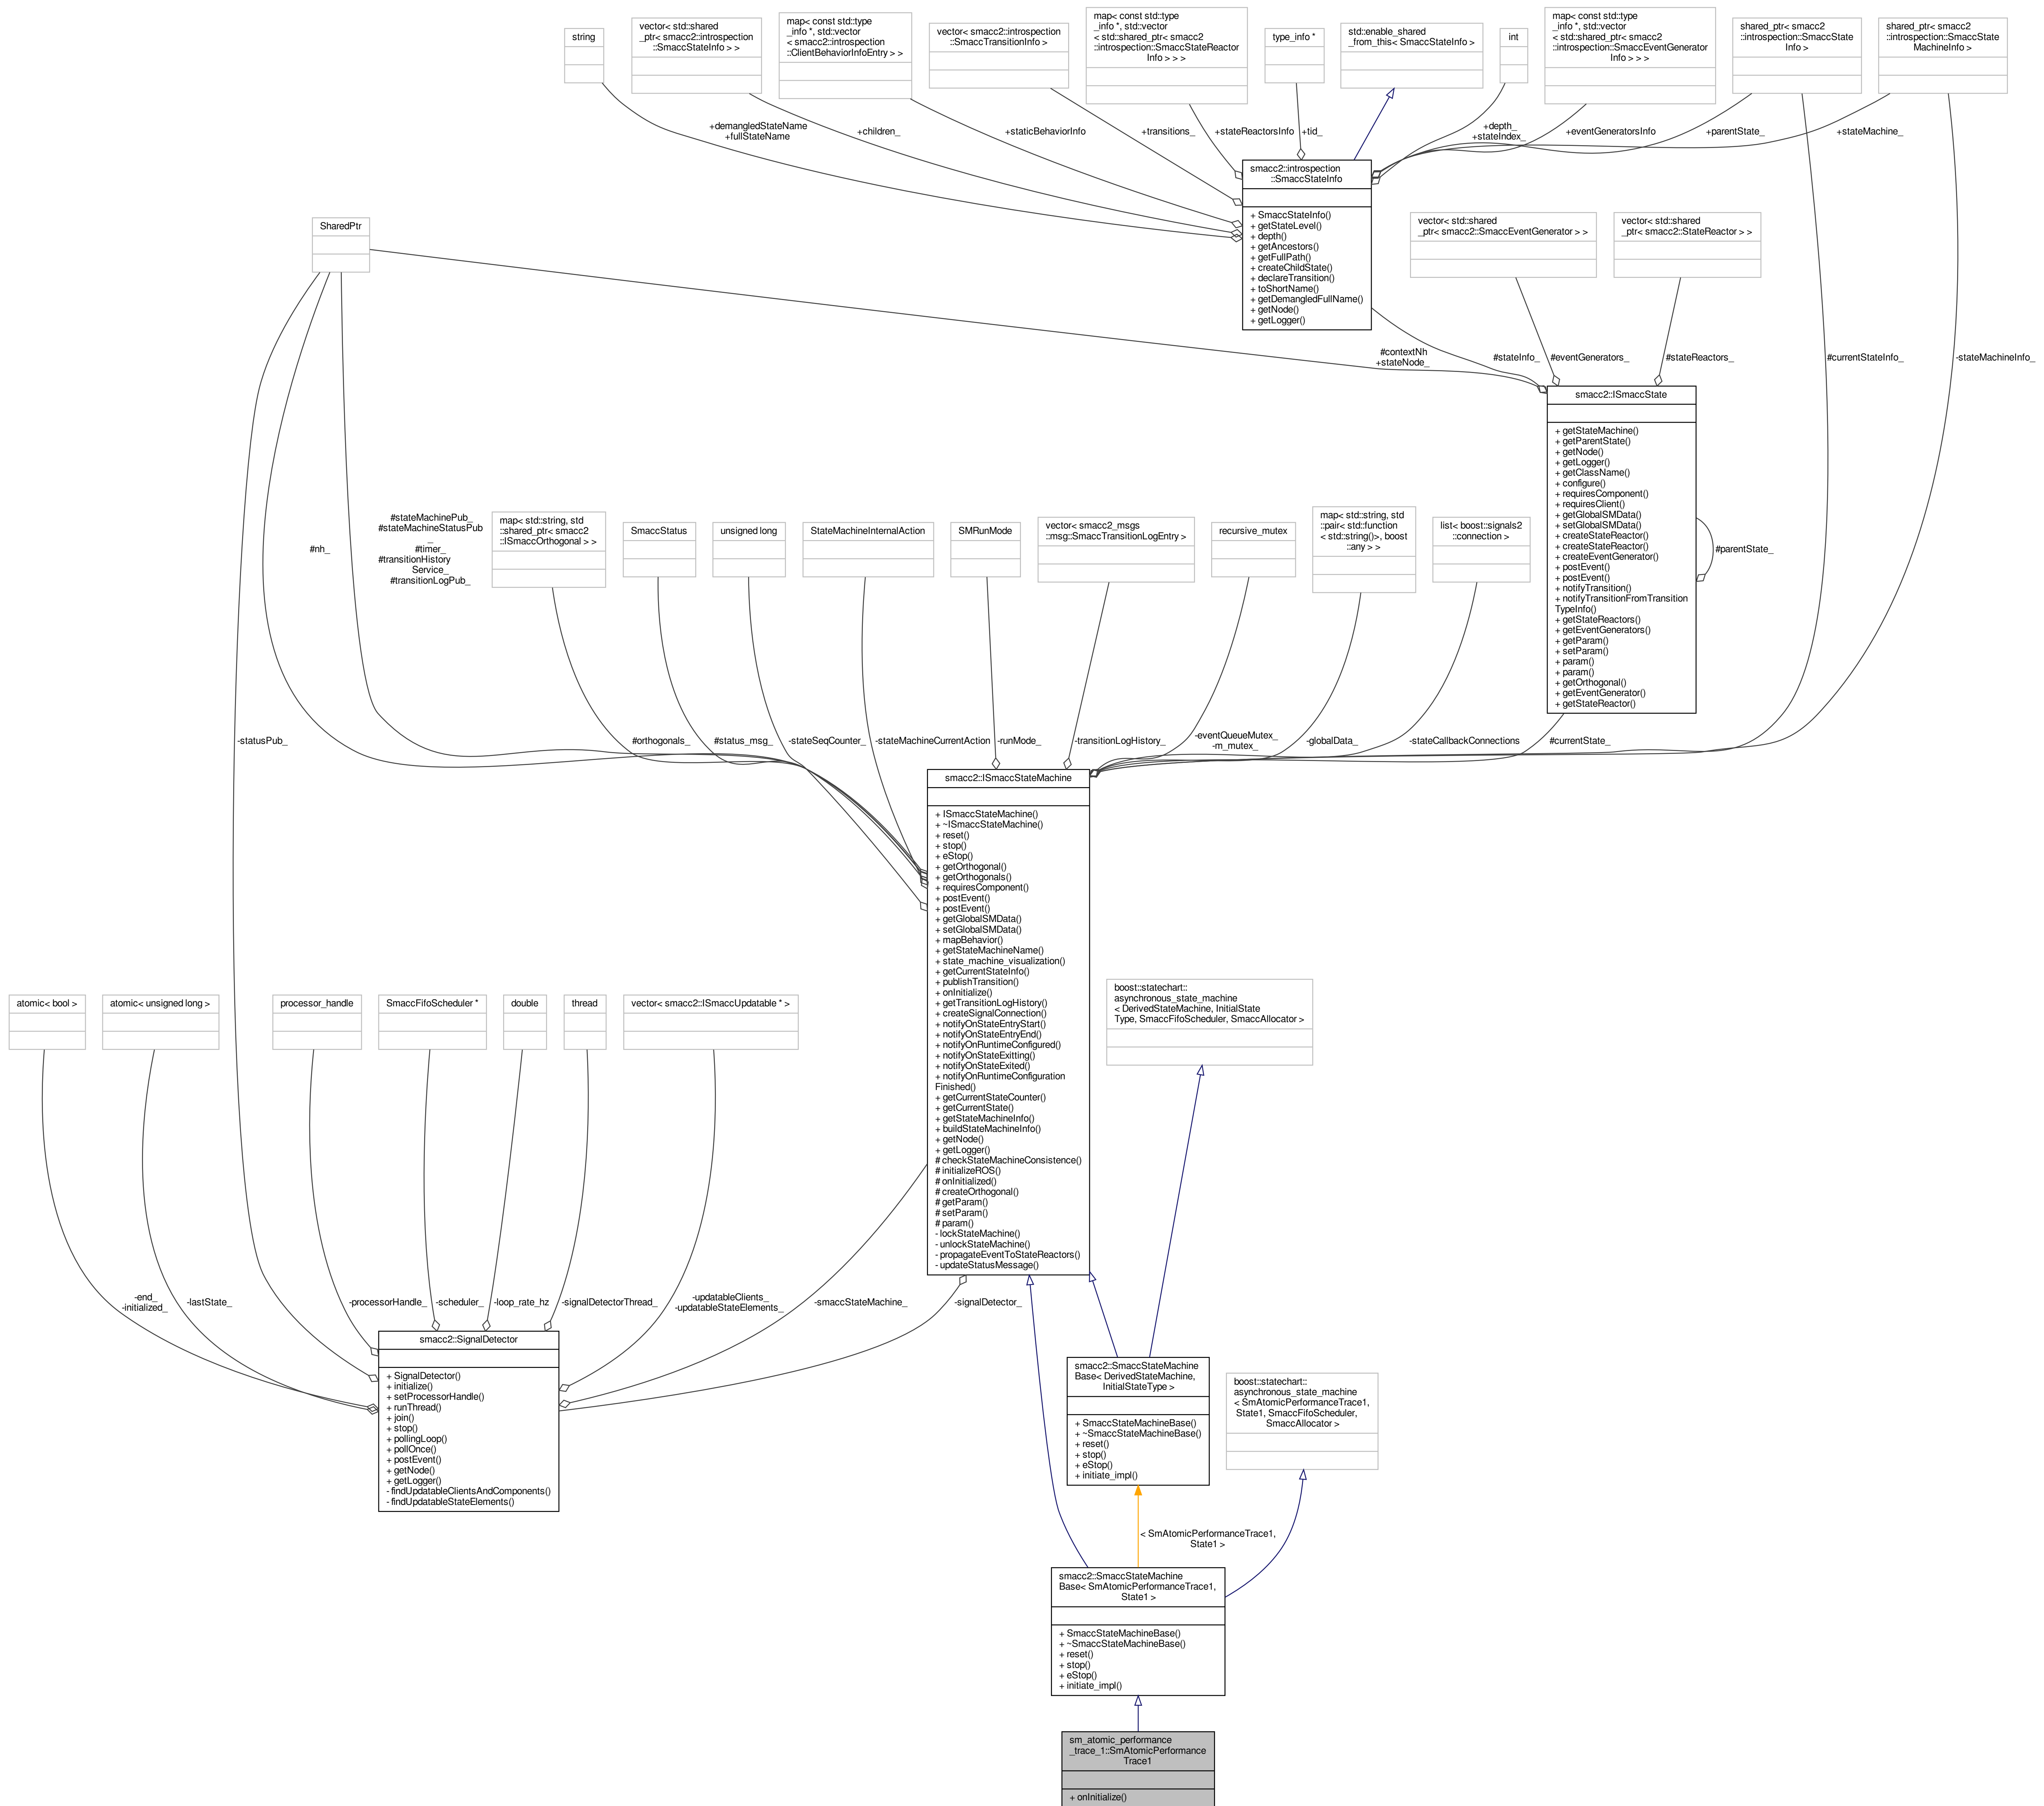 string
vector< std::shared
_ptr< smacc2::introspection
::SmaccStateInfo > >
map< const std::type
_info *, std::vector
< smacc2::introspection
::ClientBehaviorInfoEntry > >
vector< smacc2::introspection
::SmaccTransitionInfo >
map< const std::type
_info *, std::vector
< std::shared_ptr< smacc2
::introspection::SmaccStateReactor
Info > > >
type_info *
std::enable_shared
_from_this< SmaccStateInfo >
int
map< const std::type
_info *, std::vector
< std::shared_ptr< smacc2
::introspection::SmaccEventGenerator
Info > > >
shared_ptr< smacc2
::introspection::SmaccState
Info >
shared_ptr< smacc2
::introspection::SmaccState
MachineInfo >
+demangledStateName
+fullStateName
+children_
+staticBehaviorInfo
+transitions_
+stateReactorsInfo
+tid_
+depth_
+stateIndex_
+eventGeneratorsInfo
+parentState_
+stateMachine_
smacc2::introspection
::SmaccStateInfo
+ SmaccStateInfo()
+ getStateLevel()
+ depth()
+ getAncestors()
+ getFullPath()
+ createChildState()
+ declareTransition()
+ toShortName()
+ getDemangledFullName()
+ getNode()
+ getLogger()
SharedPtr
vector< std::shared
_ptr< smacc2::SmaccEventGenerator > >
vector< std::shared
_ptr< smacc2::StateReactor > >
#contextNh
+stateNode_
#stateInfo_
#eventGenerators_
#stateReactors_
#currentStateInfo_
-stateMachineInfo_
smacc2::ISmaccState
+ getStateMachine()
+ getParentState()
+ getNode()
+ getLogger()
+ getClassName()
+ configure()
+ requiresComponent()
+ requiresClient()
+ getGlobalSMData()
+ setGlobalSMData()
+ createStateReactor()
+ createStateReactor()
+ createEventGenerator()
+ postEvent()
+ postEvent()
+ notifyTransition()
+ notifyTransitionFromTransition
TypeInfo()
+ getStateReactors()
+ getEventGenerators()
+ getParam()
+ setParam()
+ param()
+ param()
+ getOrthogonal()
+ getEventGenerator()
+ getStateReactor()
#parentState_
#nh_
#stateMachinePub_
#stateMachineStatusPub
_
#timer_
#transitionHistory
Service_
#transitionLogPub_
map< std::string, std
::shared_ptr< smacc2
::ISmaccOrthogonal > >
SmaccStatus
unsigned long
StateMachineInternalAction
SMRunMode
vector< smacc2_msgs
::msg::SmaccTransitionLogEntry >
recursive_mutex
map< std::string, std
::pair< std::function
< std::string()>, boost
::any > >
list< boost::signals2
::connection >
-statusPub_
#orthogonals_
#status_msg_
-stateSeqCounter_
-stateMachineCurrentAction
-runMode_
-transitionLogHistory_
-eventQueueMutex_
-m_mutex_
-globalData_
-stateCallbackConnections
#currentState_
smacc2::ISmaccStateMachine
+ ISmaccStateMachine()
+ ~ISmaccStateMachine()
+ reset()
+ stop()
+ eStop()
+ getOrthogonal()
+ getOrthogonals()
+ requiresComponent()
+ postEvent()
+ postEvent()
+ getGlobalSMData()
+ setGlobalSMData()
+ mapBehavior()
+ getStateMachineName()
+ state_machine_visualization()
+ getCurrentStateInfo()
+ publishTransition()
+ onInitialize()
+ getTransitionLogHistory()
+ createSignalConnection()
+ notifyOnStateEntryStart()
+ notifyOnStateEntryEnd()
+ notifyOnRuntimeConfigured()
+ notifyOnStateExitting()
+ notifyOnStateExited()
+ notifyOnRuntimeConfiguration
Finished()
+ getCurrentStateCounter()
+ getCurrentState()
+ getStateMachineInfo()
+ buildStateMachineInfo()
+ getNode()
+ getLogger()
# checkStateMachineConsistence()
# initializeROS()
# onInitialized()
# createOrthogonal()
# getParam()
# setParam()
# param()
- lockStateMachine()
- unlockStateMachine()
- propagateEventToStateReactors()
- updateStatusMessage()
atomic< bool >
atomic< unsigned long >
processor_handle
SmaccFifoScheduler *
double
thread
vector< smacc2::ISmaccUpdatable * >
boost::statechart::
asynchronous_state_machine
< DerivedStateMachine, InitialState
Type, SmaccFifoScheduler, SmaccAllocator >
-end_
-initialized_
-lastState_
-processorHandle_
-scheduler_
-loop_rate_hz
-signalDetectorThread_
-updatableClients_
-updatableStateElements_
-smaccStateMachine_
-signalDetector_
smacc2::SignalDetector
+ SignalDetector()
+ initialize()
+ setProcessorHandle()
+ runThread()
+ join()
+ stop()
+ pollingLoop()
+ pollOnce()
+ postEvent()
+ getNode()
+ getLogger()
- findUpdatableClientsAndComponents()
- findUpdatableStateElements()
smacc2::SmaccStateMachine
Base< DerivedStateMachine,
InitialStateType >
+ SmaccStateMachineBase()
+ ~SmaccStateMachineBase()
+ reset()
+ stop()
+ eStop()
+ initiate_impl()
boost::statechart::
asynchronous_state_machine
< SmAtomicPerformanceTrace1,
State1, SmaccFifoScheduler,
SmaccAllocator >
< SmAtomicPerformanceTrace1,
State1 >
smacc2::SmaccStateMachine
Base< SmAtomicPerformanceTrace1,
State1 >
+ SmaccStateMachineBase()
+ ~SmaccStateMachineBase()
+ reset()
+ stop()
+ eStop()
+ initiate_impl()
sm_atomic_performance
_trace_1::SmAtomicPerformance
Trace1
+ onInitialize()